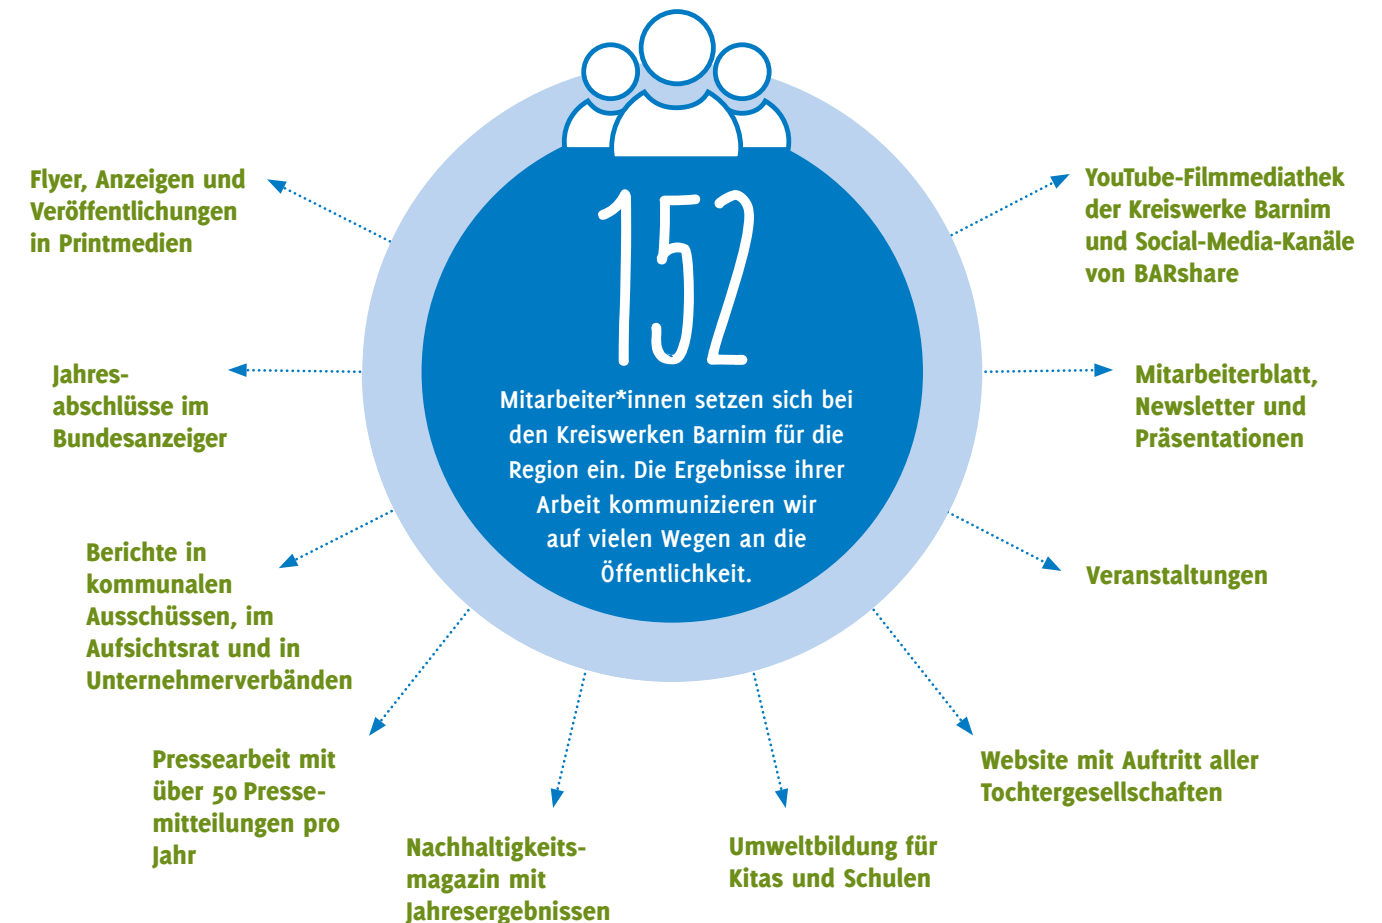 152
Mitarbeiter*innen setzen sich bei
den Kreiswerken Barnim für die
Region ein. Die Ergebnisse ihrer
Arbeit kommunizieren wir
auf vielen Wegen an die
Öffentlichkeit.
Flyer, Anzeigen und
Veröffentlichungen
in Printmedien
Jahres-
abschlüsse im
Bundesanzeiger
Berichte in
kommunalen
Ausschüssen, im
Aufsichtsrat und in
Unternehmerverbänden
Pressearbeit mit
über 50 Presse-
mitteilungen pro
Jahr
Nachhaltigkeits-
magazin mit
Jahresergebnissen
Umweltbildung für
Kitas und Schulen
Website mit Auftritt aller
Tochtergesellschaften
Veranstaltungen
Mitarbeiterblatt,
Newsletter und
Präsentationen
YouTube-Filmmediathek
der Kreiswerke Barnim
und Social-Media-Kanäle
von BARshare